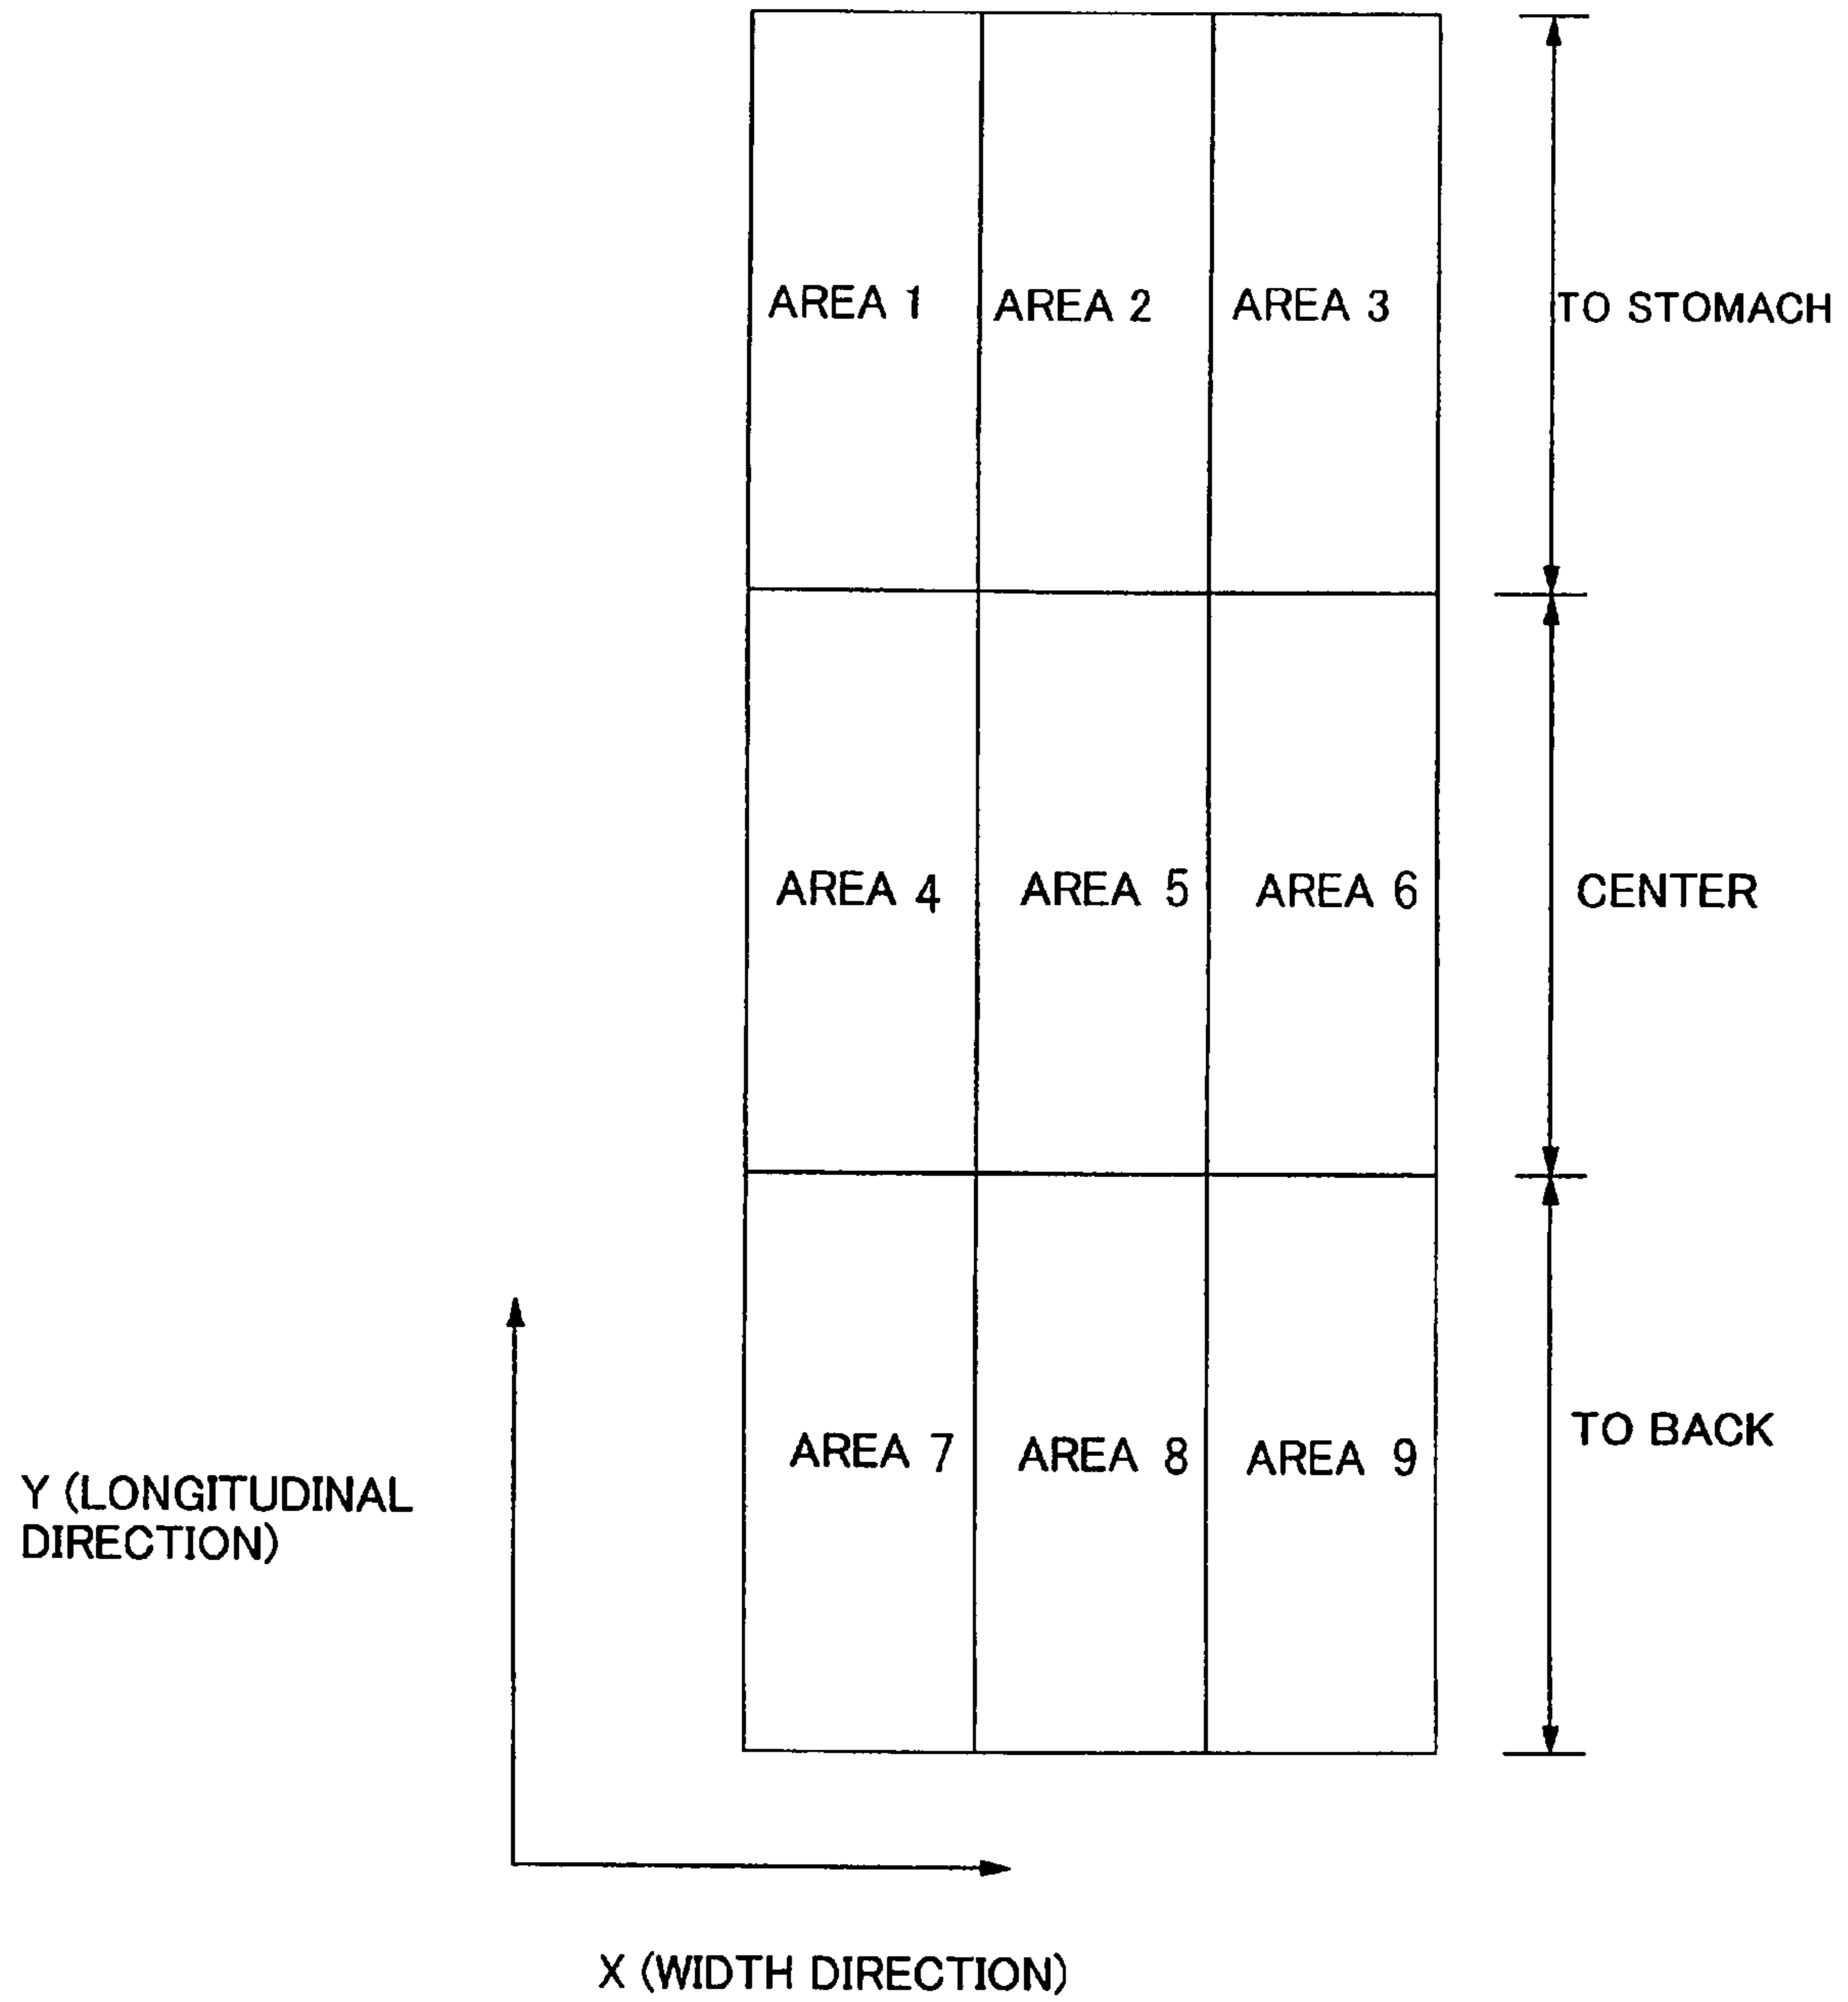 AREA 1
AREA 2
AREA 3
TO STOMACH
AREA 4
AREA 5
AREA 6
CENTER
AREA 7
AREA 8
AREA 9
TO BACK
Y (LONGITUDINAL
DIRECTION)
X (WIDTH DIRECTION)